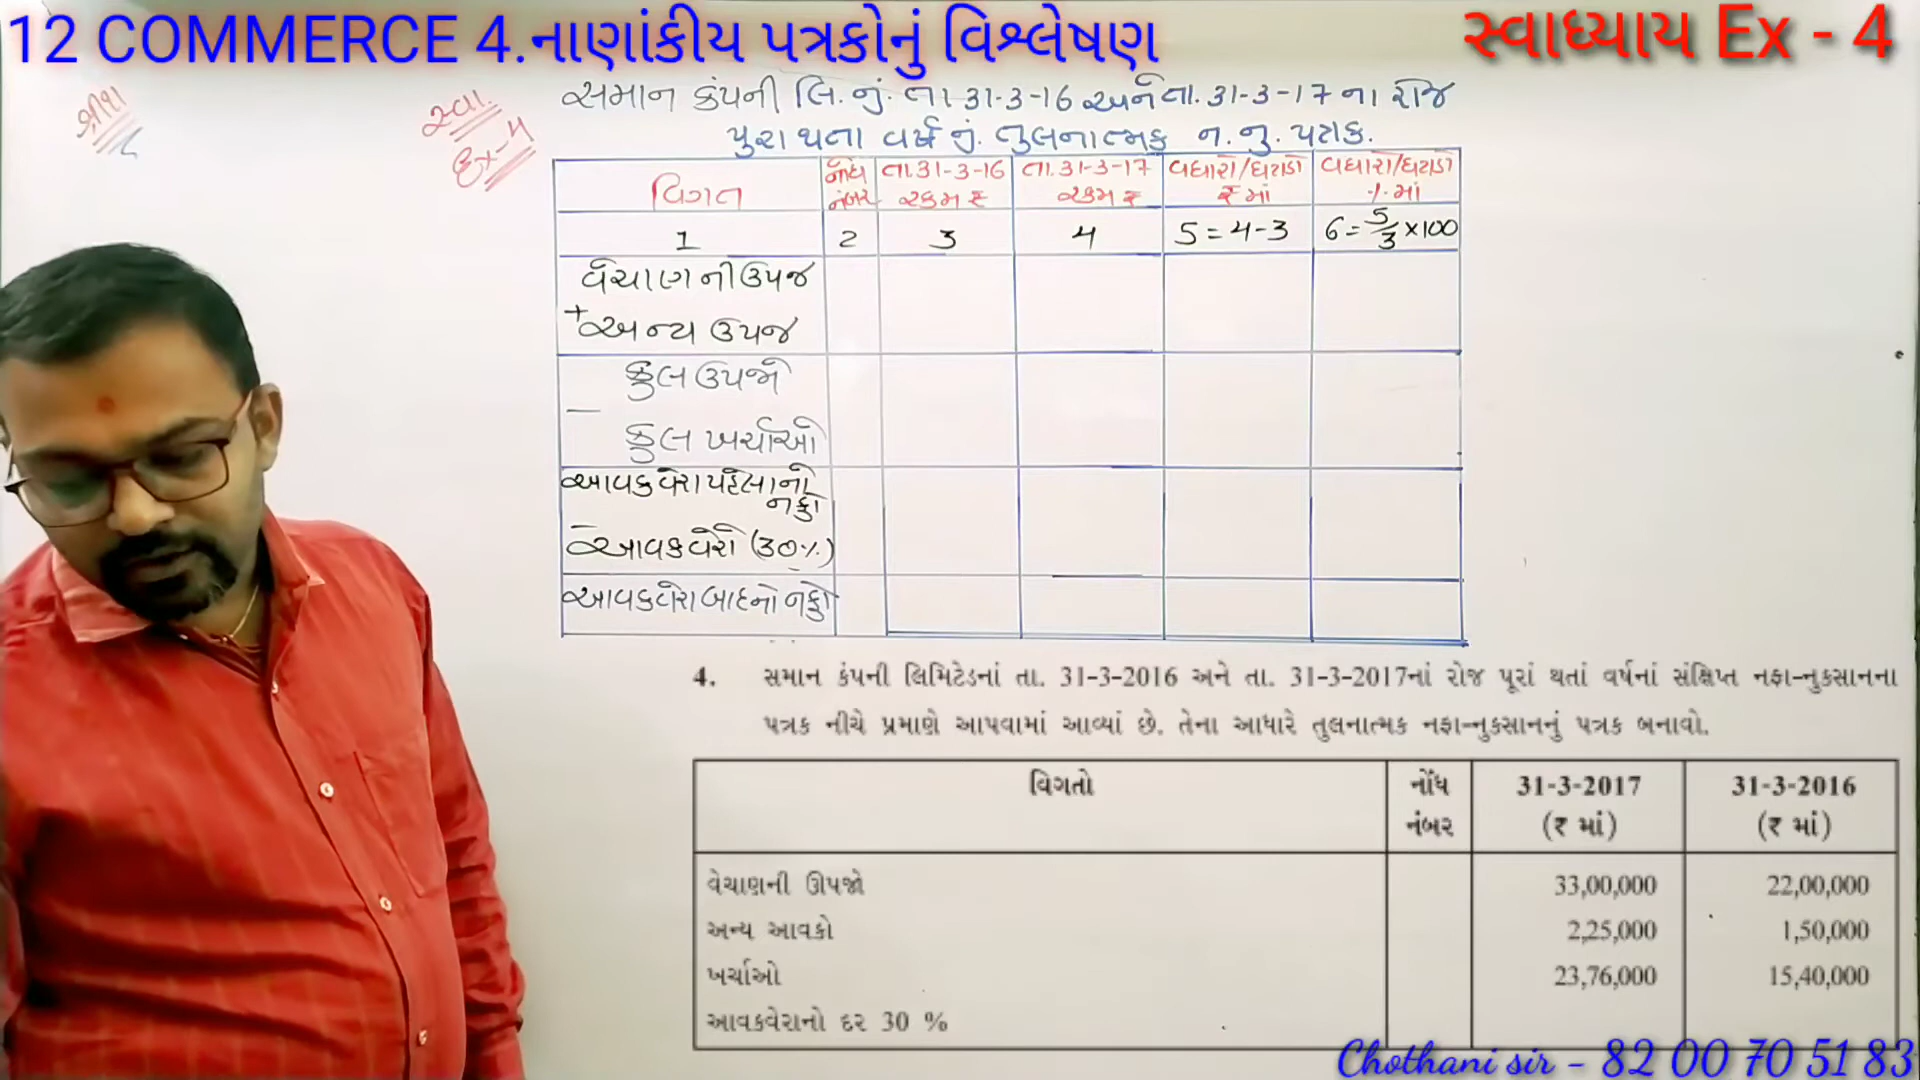 12 COMMERCE 4.નાણાંકીય પત્રકોનું વિશ્લેષણ
સ્વાધ્યાય Ex - 4
શ્રીજી
સ્વા.
Ex-4
સમાન કંપની લિ.નું. તા 31-3-16 અને તા. 31-3-17 ના રોજ
પુરા થતા વર્ષ નું. તુલનાત્મક ન. નુ. પત્રક.
વિગત | નોંધ નંબર | તા.31-3-16 રકમ ₹ | તા.31-3-17 રકમ ₹ | વધારો/ઘટાડો ₹ માં | વધારો/ઘટાડો %.માં
1 | 2 | 3 | 4 | 5 = 4-3 | 6 = 5/3 ×100
વેચાણ ની ઉપજ
+ અન્ય ઉપજ
કુલ ઉપજો
— કુલ ખર્ચાઓ
આવકવેરા પહેલાનો નફો
— આવકવેરો (30%)
આવકવેરા બાદનો નફો
4. સમાન કંપની લિમિટેડનાં તા. 31-3-2016 અને તા. 31-3-2017નાં રોજ પૂરાં થતાં વર્ષનાં સંક્ષિપ્ત નફા-નુકસાનના
પત્રક નીચે પ્રમાણે આપવામાં આવ્યાં છે. તેના આધારે તુલનાત્મક નફા-નુકસાનનું પત્રક બનાવો.
વિગતો | નોંધ નંબર | 31-3-2017 (₹ માં) | 31-3-2016 (₹ માં)
વેચાણની ઊપજો | 33,00,000 | 22,00,000
અન્ય આવકો | 2,25,000 | 1,50,000
ખર્ચાઓ | 23,76,000 | 15,40,000
આવકવેરાનો દર 30 %
Chothani sir - 82 00 70 51 83